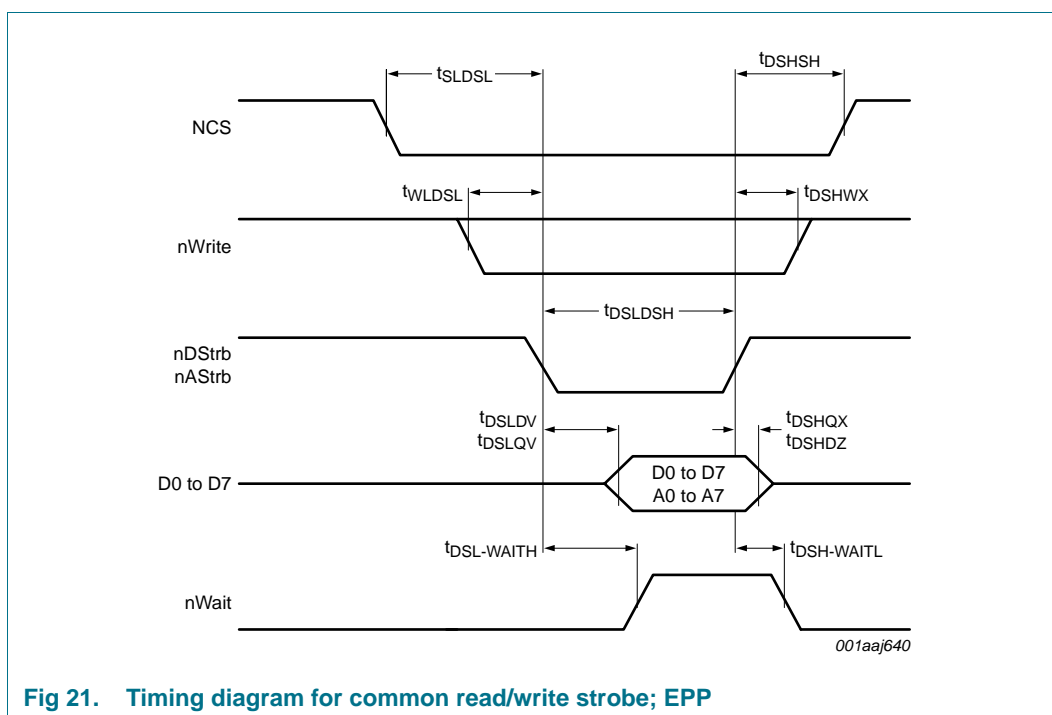 tSLDSL
tDSHSH
NCS
tWLDSL
tDSHWX
nWrite
tDSLDSH
nDStrb
nAStrb
tDSLDV
tDSLQV
tDSHQX
tDSHDZ
D0 to D7
D0 to D7
A0 to A7
tDSL-WAITH
tDSH-WAITL
nWait
001aaj640
Fig 21. Timing diagram for common read/write strobe; EPP